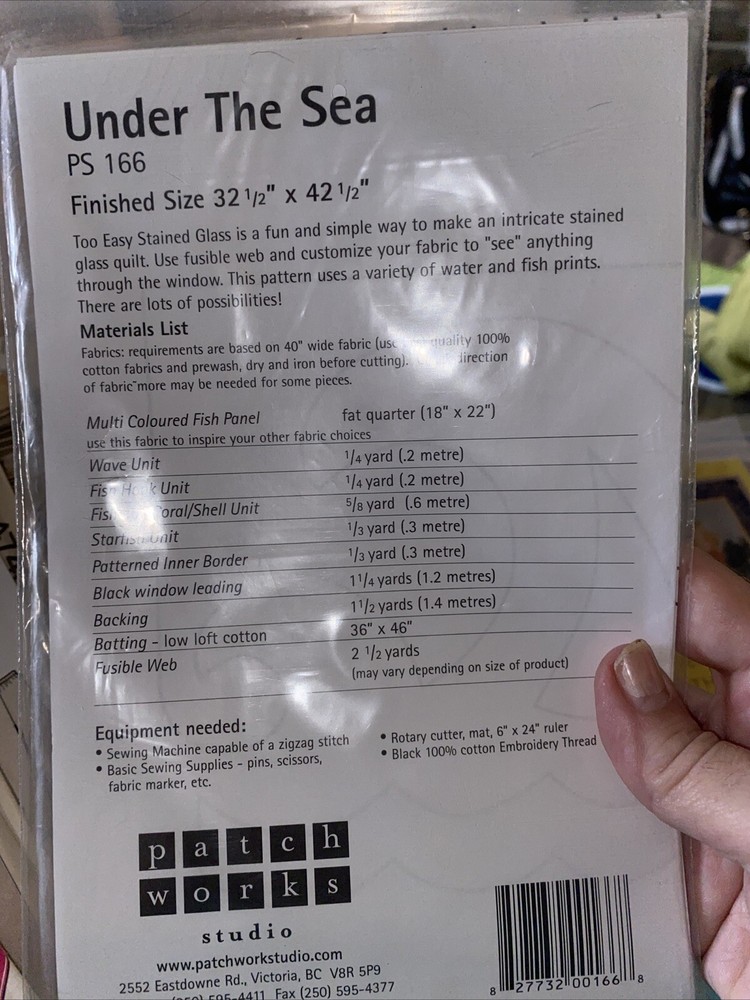 Under The Sea
PS 166
Finished Size 32 1/2" x 42 1/2"
Too Easy Stained Glass is a fun and simple way to make an intricate stained
glass quilt. Use fusible web and customize your fabric to "see" anything
through the window. This pattern uses a variety of water and fish prints.
There are lots of possibilities!
Materials List
Fabrics: requirements are based on 40" wide fabric (use quality 100%
cotton fabrics and prewash, dry and iron before cutting). direction
of fabric more may be needed for some pieces.
Multi Coloured Fish Panel fat quarter (18" x 22")
use this fabric to inspire your other fabric choices
Wave Unit 1/4 yard (.2 metre)
Fish Hook Unit 1/4 yard (.2 metre)
Coral/Shell Unit 5/8 yard (.6 metre)
Starfish Unit 1/3 yard (.3 metre)
Patterned Inner Border 1/3 yard (.3 metre)
Black window leading 1 1/4 yards (1.2 metres)
Backing 1 1/2 yards (1.4 metres)
Batting - low loft cotton 36" x 46"
Fusible Web 2 1/2 yards
(may vary depending on size of product)
Equipment needed:
• Sewing Machine capable of a zigzag stitch
• Basic Sewing Supplies - pins, scissors,
fabric marker, etc.
• Rotary cutter, mat, 6" x 24" ruler
• Black 100% cotton Embroidery Thread
patch
works
studio
www.patchworkstudio.com
2552 Eastdowne Rd., Victoria, BC V8R 5P9
595-4411 Fax (250) 595-4377
8 27732 00166 8